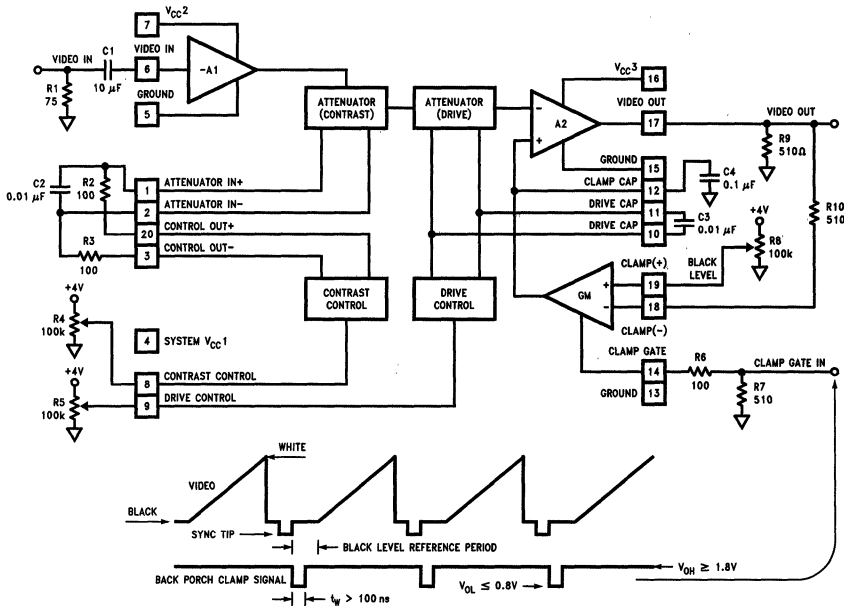 7 VCC2
C1 VIDEO IN
VIDEO IN
10 µF
6
-A1
R1
75
GROUND
5
ATTENUATOR
(CONTRAST)
ATTENUATOR
(DRIVE)
-
A2
+
VCC3
16
VIDEO OUT
17
VIDEO OUT
R9
510Ω
GROUND
15
CLAMP CAP
12
C4
0.1 µF
DRIVE CAP
11
DRIVE CAP
10
C3
0.01 µF
R10
510
C2
0.01 µF
R2
100
1 ATTENUATOR IN+
2 ATTENUATOR IN-
20 CONTROL OUT+
3 CONTROL OUT-
R3
100
CONTRAST
CONTROL
DRIVE
CONTROL
GM
+
-
CLAMP(+)
19
18
CLAMP(-)
BLACK
LEVEL
+4V
R8
100k
+4V
R4
100k
4 SYSTEM VCC1
8 CONTRAST CONTROL
9 DRIVE CONTROL
+4V
R5
100k
CLAMP GATE
14
GROUND
13
R6
100
R7
510
CLAMP GATE IN
WHITE
VIDEO
BLACK
SYNC TIP
BLACK LEVEL REFERENCE PERIOD
BACK PORCH CLAMP SIGNAL
VOL ≤ 0.8V
VOH ≥ 1.8V
tW > 100 ns